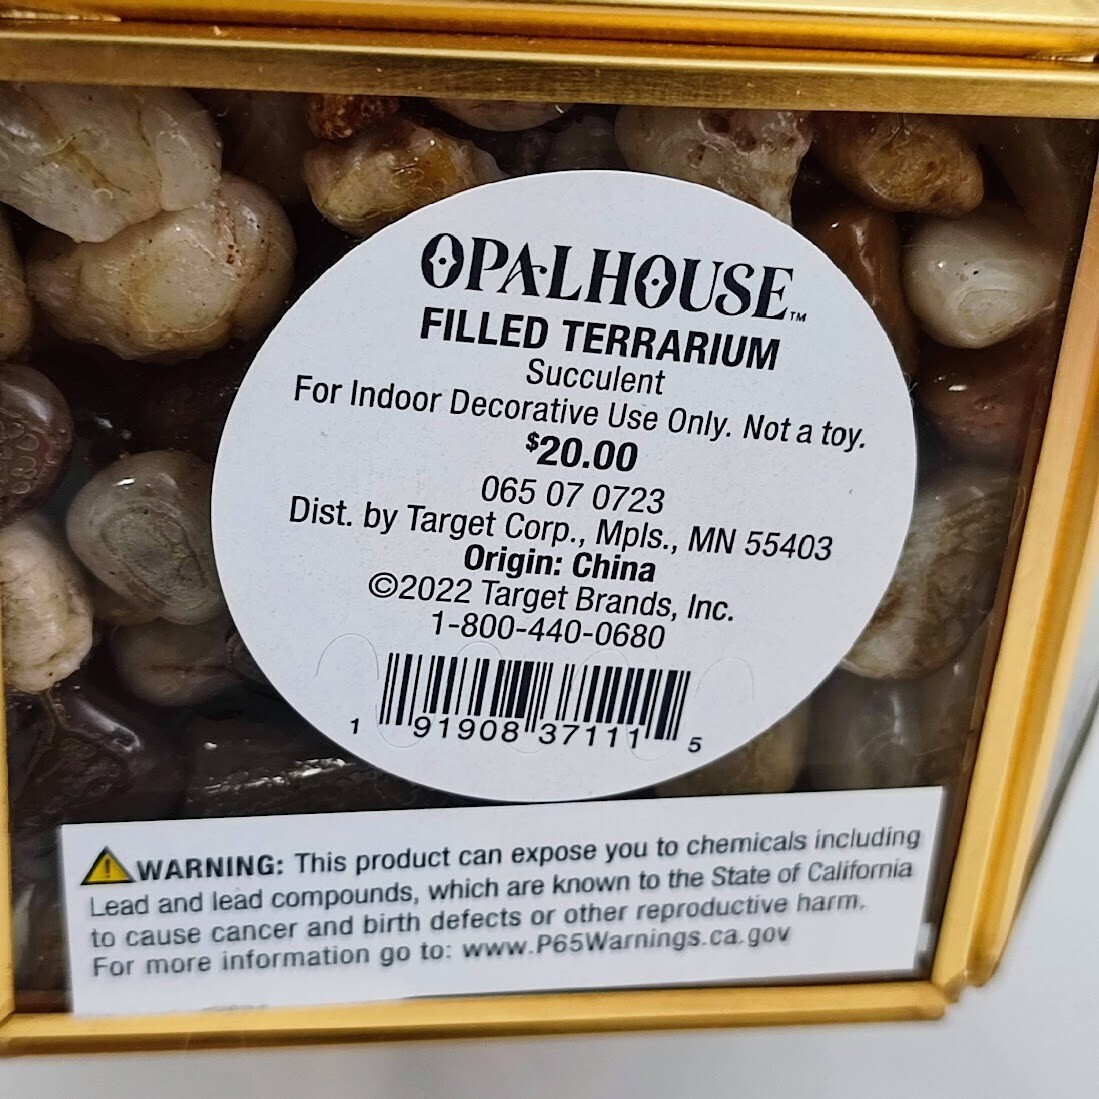 OPALHOUSE™
FILLED TERRARIUM
Succulent
For Indoor Decorative Use Only. Not a toy.
$20.00
065 07 0723
Dist. by Target Corp., Mpls., MN 55403
Origin: China
©2022 Target Brands, Inc.
1-800-440-0680
1 91908 37111 5
WARNING: This product can expose you to chemicals including
Lead and lead compounds, which are known to the State of California
to cause cancer and birth defects or other reproductive harm.
For more information go to: www.P65Warnings.ca.gov